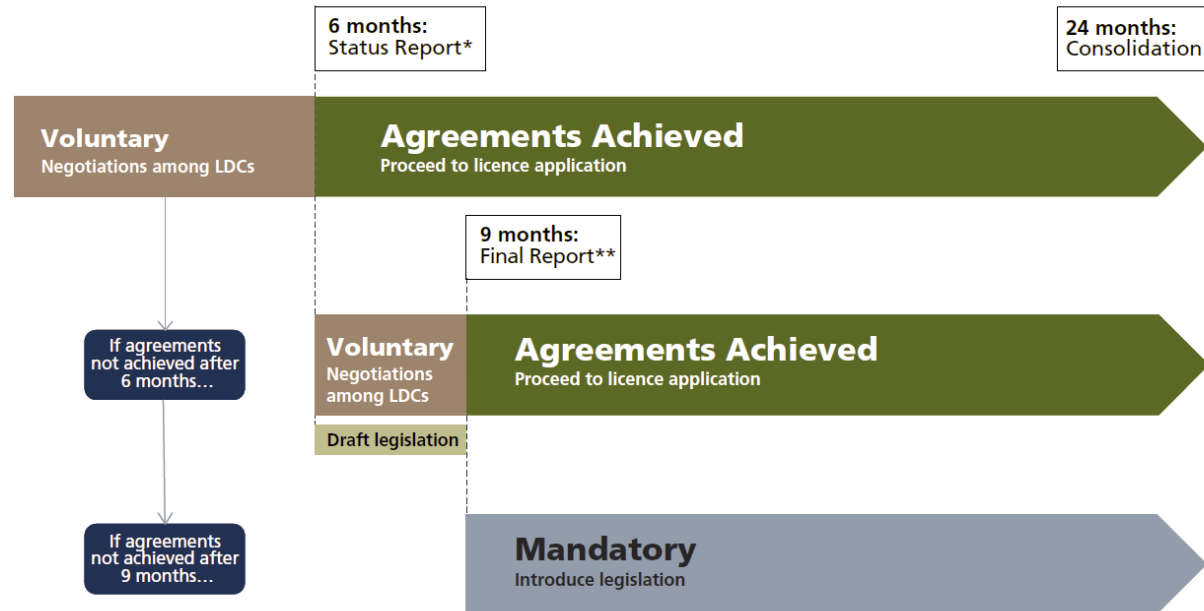 6 months:
Status Report*
24 months:
Consolidation
Voluntary
Negotiations among LDCs
Agreements Achieved
Proceed to licence application
9 months:
Final Report**
If agreements
not achieved after
6 months...
Voluntary
Negotiations
among LDCs
Agreements Achieved
Proceed to licence application
Draft legislation
If agreements
not achieved after
9 months...
Mandatory
Introduce legislation